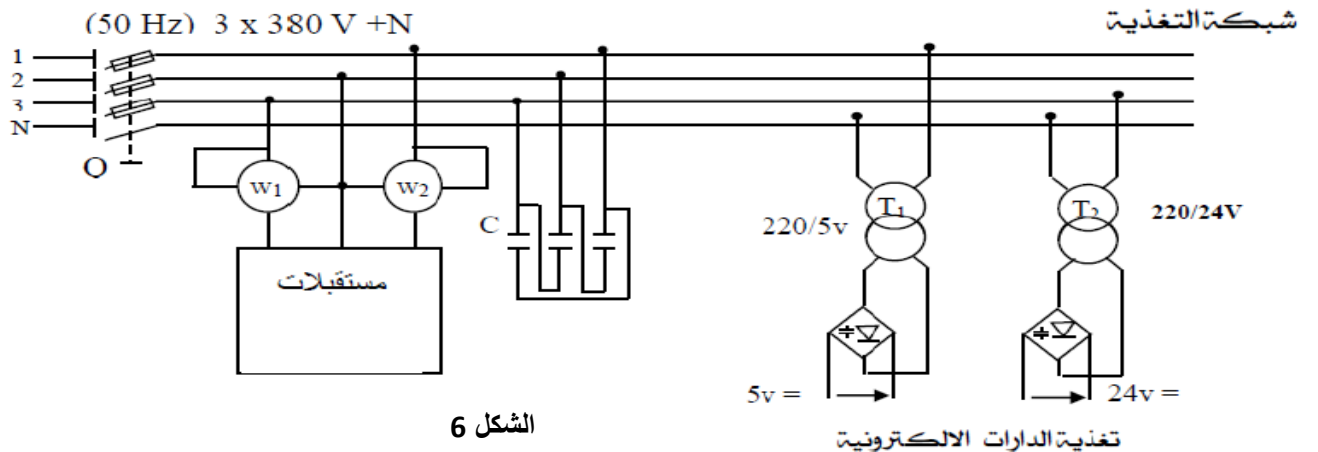 (50 Hz) 3 x 380 V +N
شبكة التغذية
1
2
3
N
Q
W1
W2
C
مستقبلات
T1
220/5v
T2
220/24V
5v =
24v =
الشكل 6
تغذية الدارات الالكترونية